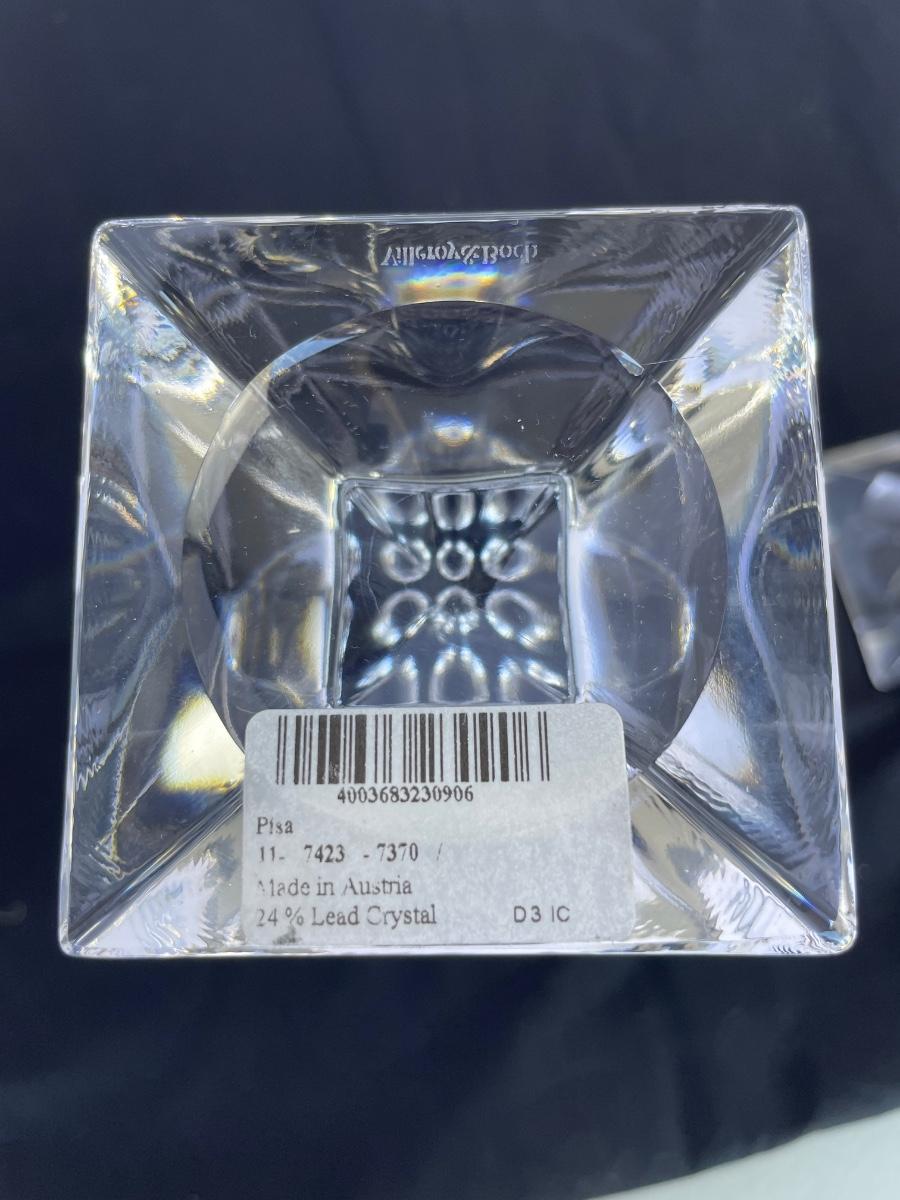 Villeroy&Boch
4003683230906
Pisa
11- 7423 - 7370 /
Made in Austria
24 % Lead Crystal D3 IC